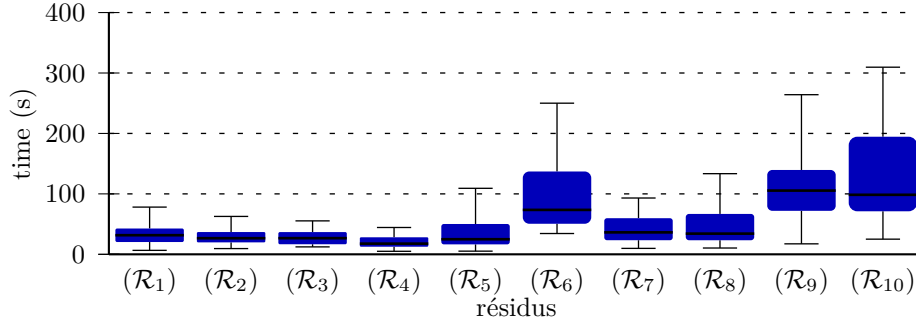 400
300
200
100
0
time (s)
(ℛ₁) (ℛ₂) (ℛ₃) (ℛ₄) (ℛ₅) (ℛ₆) (ℛ₇) (ℛ₈) (ℛ₉) (ℛ₁₀)
résidus